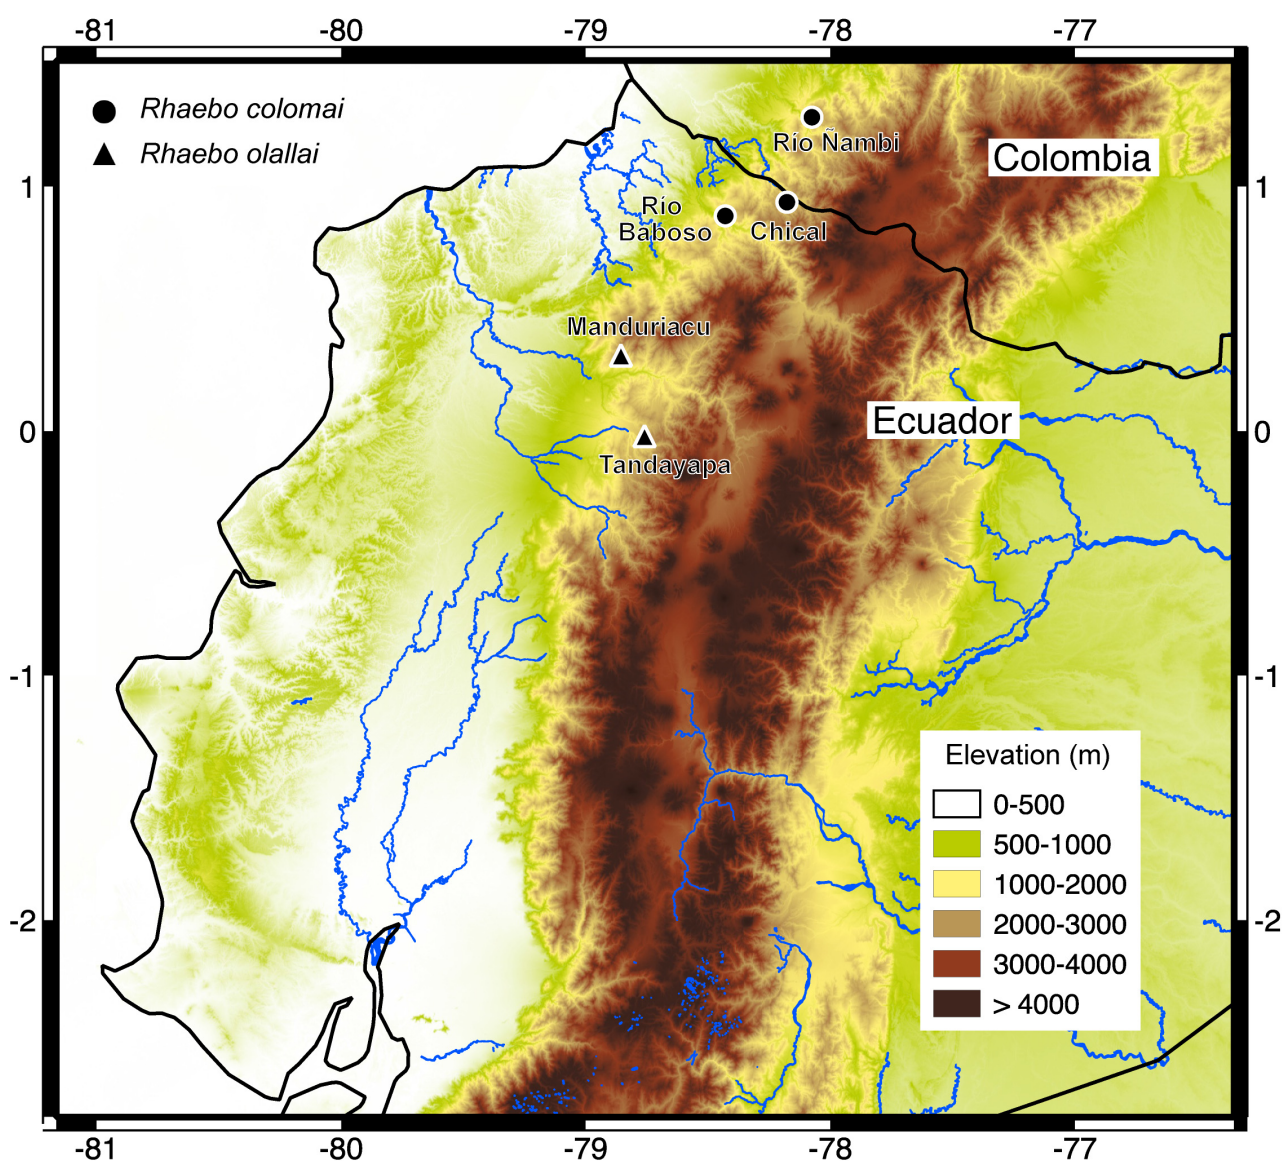 -81 -80 -79 -78 -77
Rhaebo colomai
Rhaebo olallai
Río Ñambi
Colombia
1 1
Río
Baboso
Chical
Manduriacu
Ecuador
0 0
Tandayapa
-1 -1
Elevation (m)
0-500
500-1000
1000-2000
-2 -2
2000-3000
3000-4000
> 4000
-81 -80 -79 -78 -77